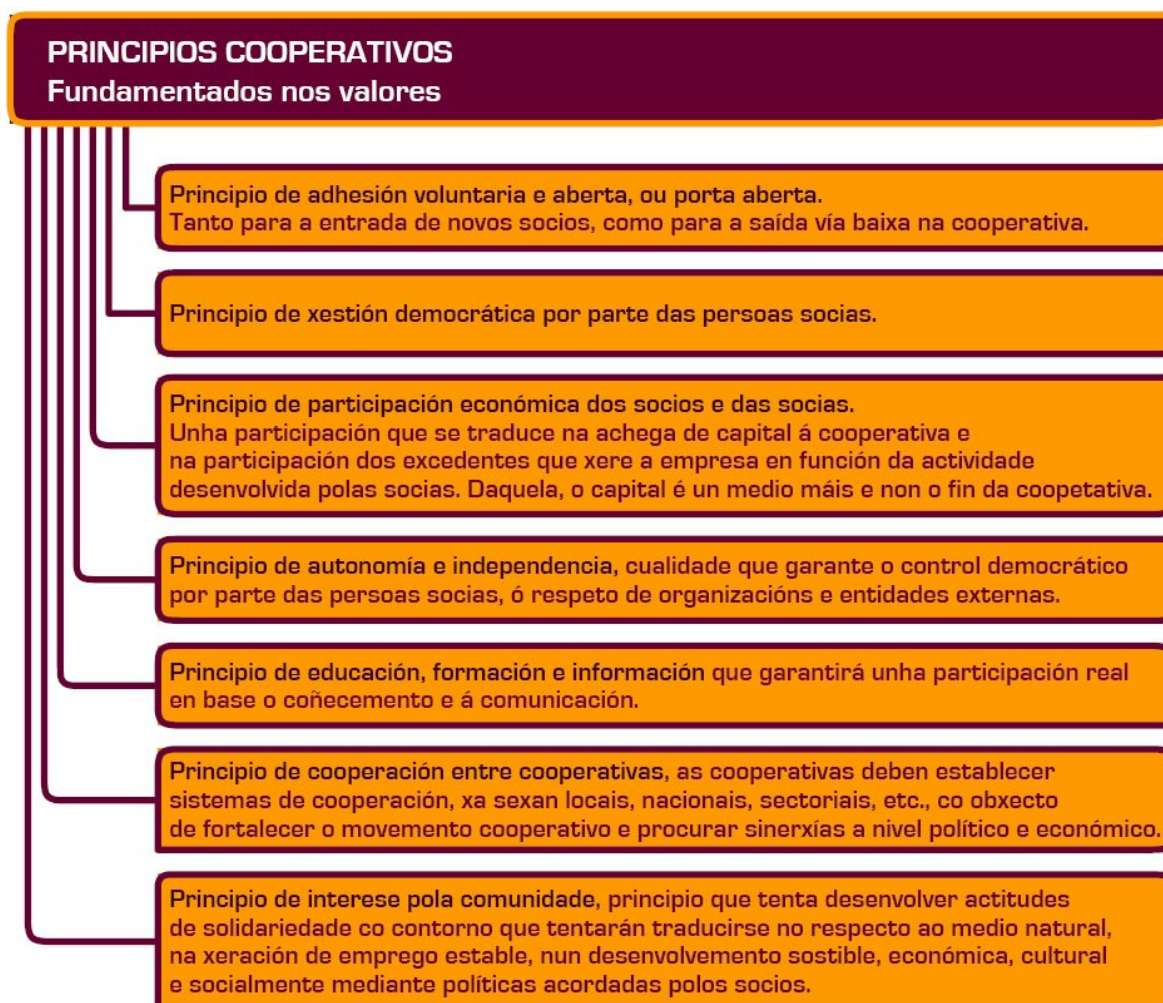 PRINCIPIOS COOPERATIVOS
Fundamentados nos valores
Principio de adhesión voluntaria e aberta, ou porta aberta.
Tanto para a entrada de novos socios, como para a saída vía baixa na cooperativa.
Principio de xestión democrática por parte das persoas socias.
Principio de participación económica dos socios e das socias.
Unha participación que se traduce na achega de capital á cooperativa e
na participación dos excedentes que xere a empresa en función da actividade
desenvolvida polas socias. Daquela, o capital é un medio máis e non o fin da coopetativa.
Principio de autonomía e independencia, cualidade que garante o control democrático
por parte das persoas socias, ó respeto de organizacións e entidades externas.
Principio de educación, formación e información que garantirá unha participación real
en base o coñecemento e á comunicación.
Principio de cooperación entre cooperativas, as cooperativas deben establecer
sistemas de cooperación, xa sexan locais, nacionais, sectoriais, etc., co obxecto
de fortalecer o movemento cooperativo e procurar sinerxías a nivel político e económico.
Principio de interese pola comunidade, principio que tenta desenvolver actitudes
de solidariedade co contorno que tentarán traducirse no respecto ao medio natural,
na xeración de emprego estable, nun desenvolvemento sostible, económica, cultural
e socialmente mediante políticas acordadas polos socios.